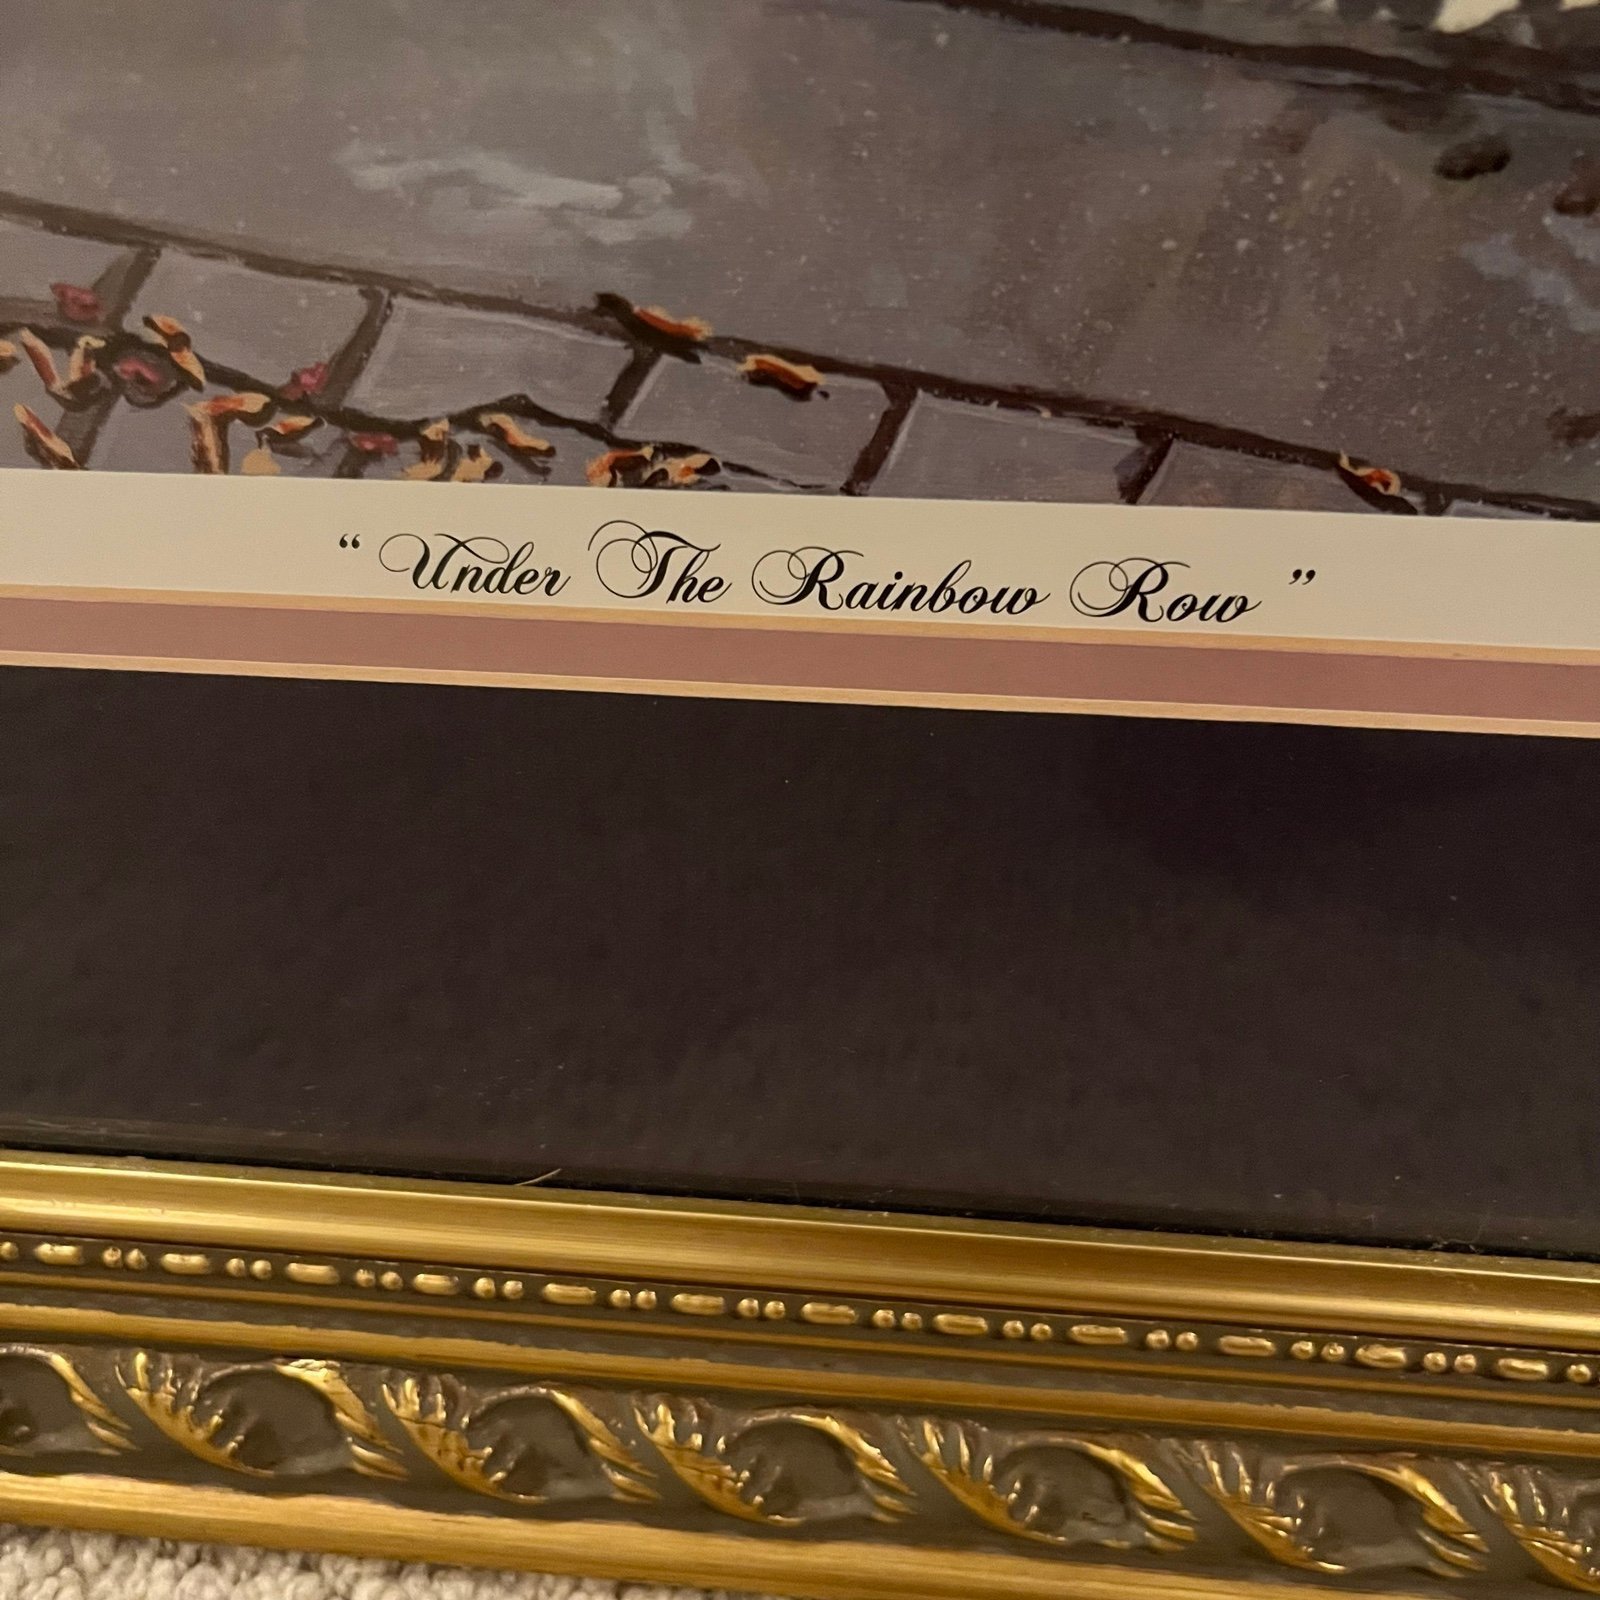 “ Under The Rainbow Row ”